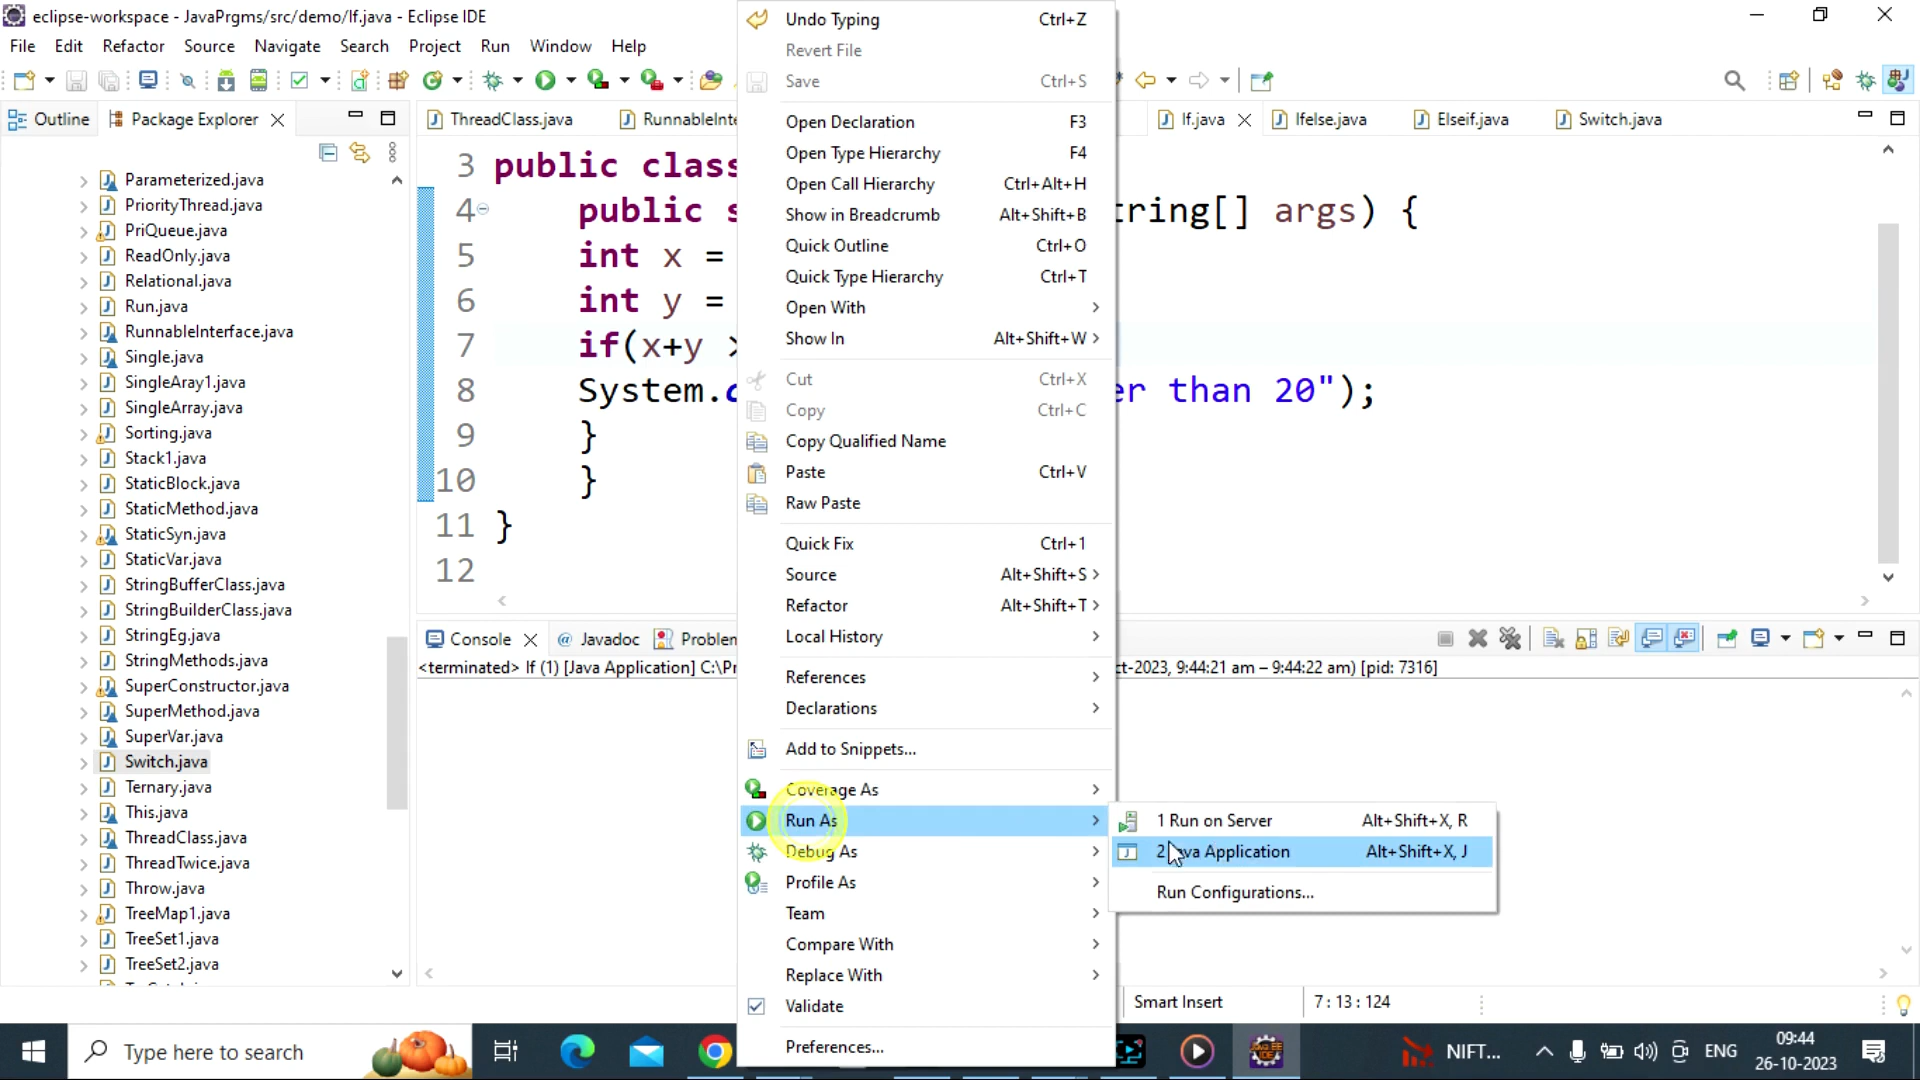 eclipse-workspace - JavaPrgms/src/demo/If.java - Eclipse IDE
File Edit Refactor Source Navigate Search Project Run Window Help
Outline Package Explorer
ThreadClass.java RunnableInte If.java Ifelse.java Elseif.java Switch.java
Parameterized.java
PriorityThread.java
PriQueue.java
ReadOnly.java
Relational.java
Run.java
RunnableInterface.java
Single.java
SingleAray1.java
SingleArray.java
Sorting.java
Stack1.java
StaticBlock.java
StaticMethod.java
StaticSyn.java
StaticVar.java
StringBufferClass.java
StringBuilderClass.java
StringEg.java
StringMethods.java
SuperConstructor.java
SuperMethod.java
SuperVar.java
Switch.java
Ternary.java
This.java
ThreadClass.java
ThreadTwice.java
Throw.java
TreeMap1.java
TreeSet1.java
TreeSet2.java
3 public class
4 public s tring[] args) {
5 int x =
6 int y =
7 if(x+y >
8 System. er than 20");
9 }
10 }
11 }
12
Console Javadoc Problem
<terminated> If (1) [Java Application] C:\Pr ct-2023, 9:44:21 am – 9:44:22 am) [pid: 7316]
Undo Typing Ctrl+Z
Revert File
Save Ctrl+S
Open Declaration F3
Open Type Hierarchy F4
Open Call Hierarchy Ctrl+Alt+H
Show in Breadcrumb Alt+Shift+B
Quick Outline Ctrl+O
Quick Type Hierarchy Ctrl+T
Open With
Show In Alt+Shift+W
Cut Ctrl+X
Copy Ctrl+C
Copy Qualified Name
Paste Ctrl+V
Raw Paste
Quick Fix Ctrl+1
Source Alt+Shift+S
Refactor Alt+Shift+T
Local History
References
Declarations
Add to Snippets...
Coverage As
Run As
Debug As
Profile As
Team
Compare With
Replace With
Validate
Preferences...
1 Run on Server Alt+Shift+X, R
2 Java Application Alt+Shift+X, J
Run Configurations...
Smart Insert 7 : 13 : 124
Type here to search
NIFT... ENG 09:44
26-10-2023